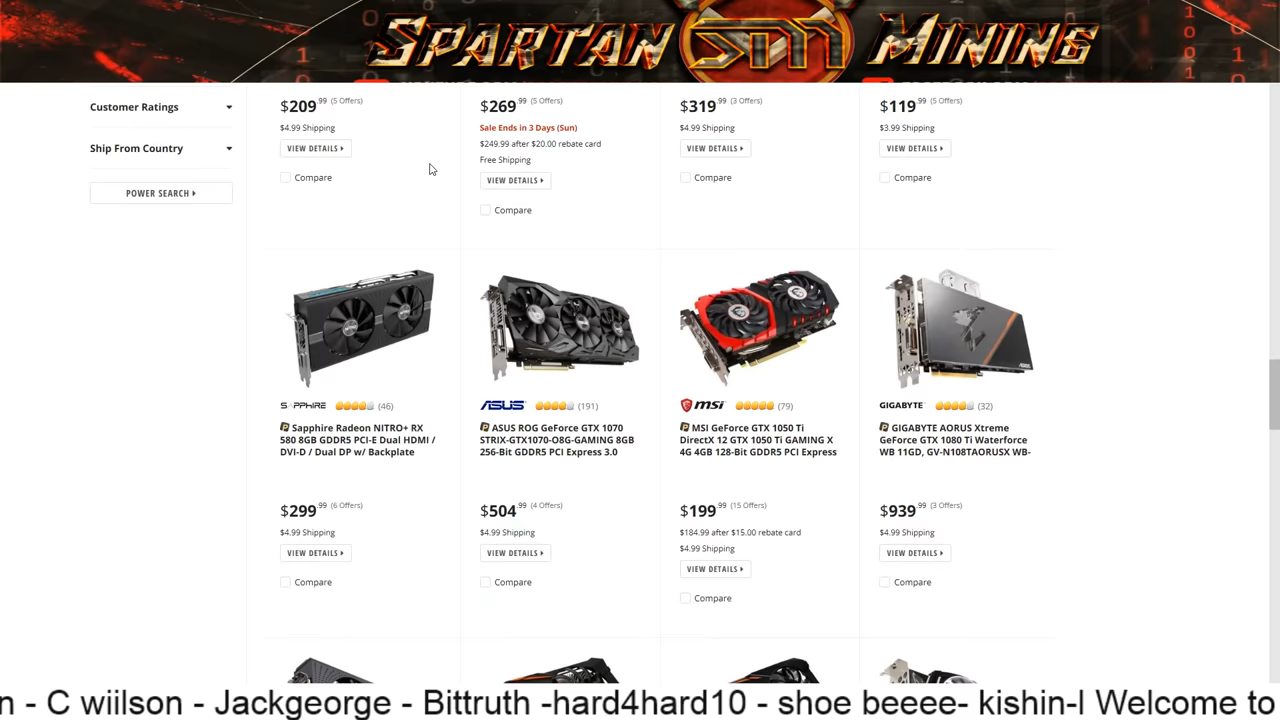 SPARTAN SM MINING
Customer Ratings
Ship From Country
POWER SEARCH
$209.99 (5 Offers)
$4.99 Shipping
VIEW DETAILS
Compare
$269.99 (5 Offers)
Sale Ends in 3 Days (Sun)
$249.99 after $20.00 rebate card
Free Shipping
VIEW DETAILS
Compare
$319.99 (3 Offers)
$4.99 Shipping
VIEW DETAILS
Compare
$119.99 (5 Offers)
$3.99 Shipping
VIEW DETAILS
Compare
SAPPHIRE (46)
Sapphire Radeon NITRO+ RX
580 8GB GDDR5 PCI-E Dual HDMI /
DVI-D / Dual DP w/ Backplate
$299.99 (6 Offers)
$4.99 Shipping
VIEW DETAILS
Compare
ASUS (191)
ASUS ROG GeForce GTX 1070
STRIX-GTX1070-O8G-GAMING 8GB
256-Bit GDDR5 PCI Express 3.0
$504.99 (4 Offers)
$4.99 Shipping
VIEW DETAILS
Compare
msi (79)
MSI GeForce GTX 1050 Ti
DirectX 12 GTX 1050 Ti GAMING X
4G 4GB 128-Bit GDDR5 PCI Express
$199.99 (15 Offers)
$184.99 after $15.00 rebate card
$4.99 Shipping
VIEW DETAILS
Compare
GIGABYTE (32)
GIGABYTE AORUS Xtreme
GeForce GTX 1080 Ti Waterforce
WB 11GD, GV-N108TAORUSX WB-
$939.99 (3 Offers)
$4.99 Shipping
VIEW DETAILS
Compare
n - C wiilson - Jackgeorge - Bittruth -hard4hard10 - shoe beeee- kishin-I Welcome to